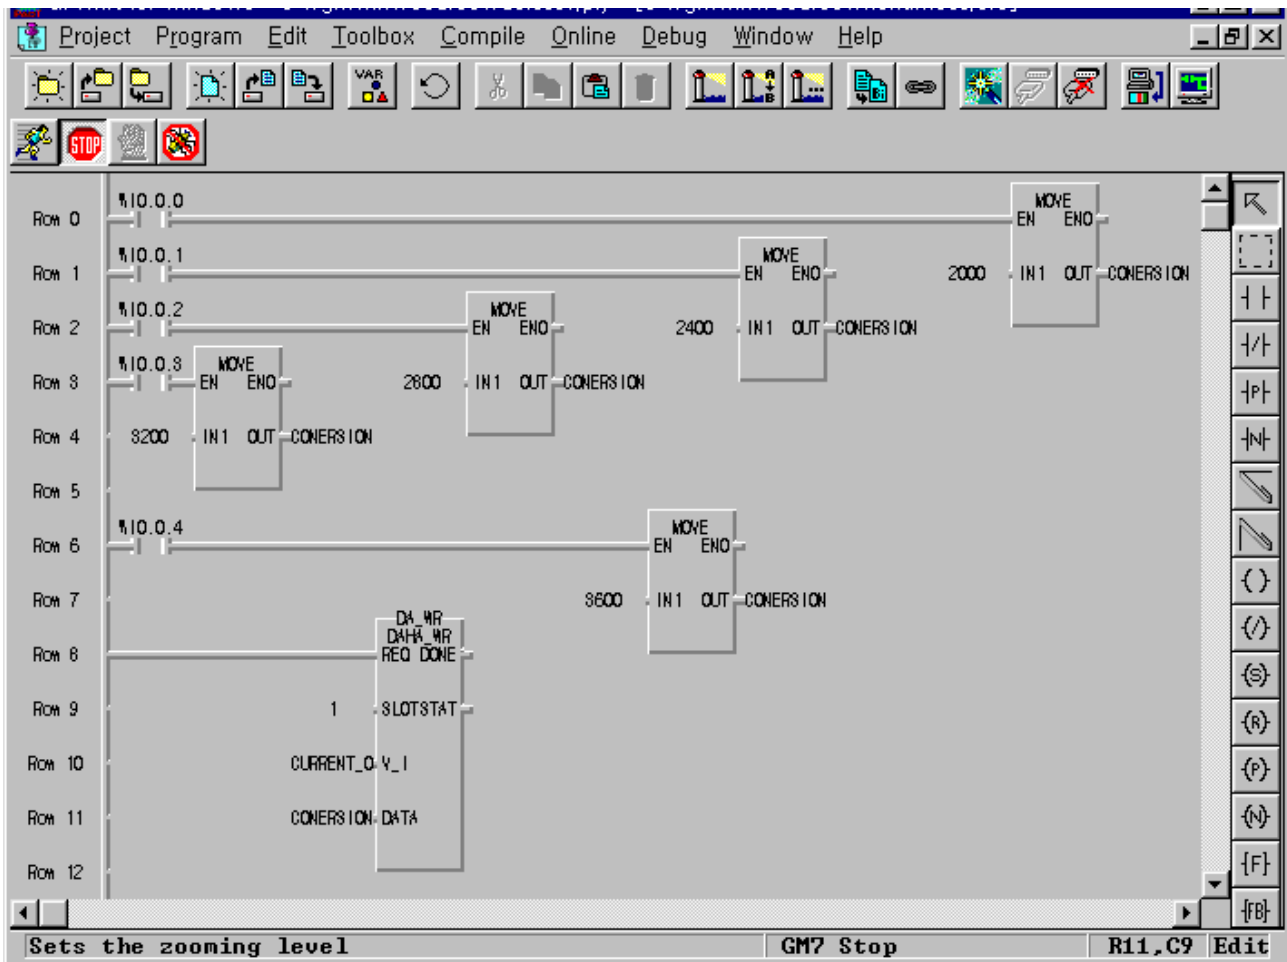 Project Program Edit Toolbox Compile Online Debug Window Help
VAR
A
B
STOP
%I0.0.0 MOVE
Row 0 EN ENO
%I0.0.1 MOVE
Row 1 EN ENO 2000 IN1 OUT CONERSION
%I0.0.2 MOVE
Row 2 EN ENO 2400 IN1 OUT CONERSION
%I0.0.3 MOVE
Row 3 EN ENO 2800 IN1 OUT CONERSION
Row 4 3200 IN1 OUT CONERSION
Row 5
%I0.0.4 MOVE
Row 6 EN ENO
Row 7 3600 IN1 OUT CONERSION
DA_WR
DAHA_WR
Row 8 REQ DONE
Row 9 1 SLOTSTAT
Row 10 CURRENT_O V_I
Row 11 CONERSION DATA
Row 12
P
N
(S)
(R)
(P)
(N)
{F}
{FB}
Sets the zooming level GM7 Stop R11,C9 Edit